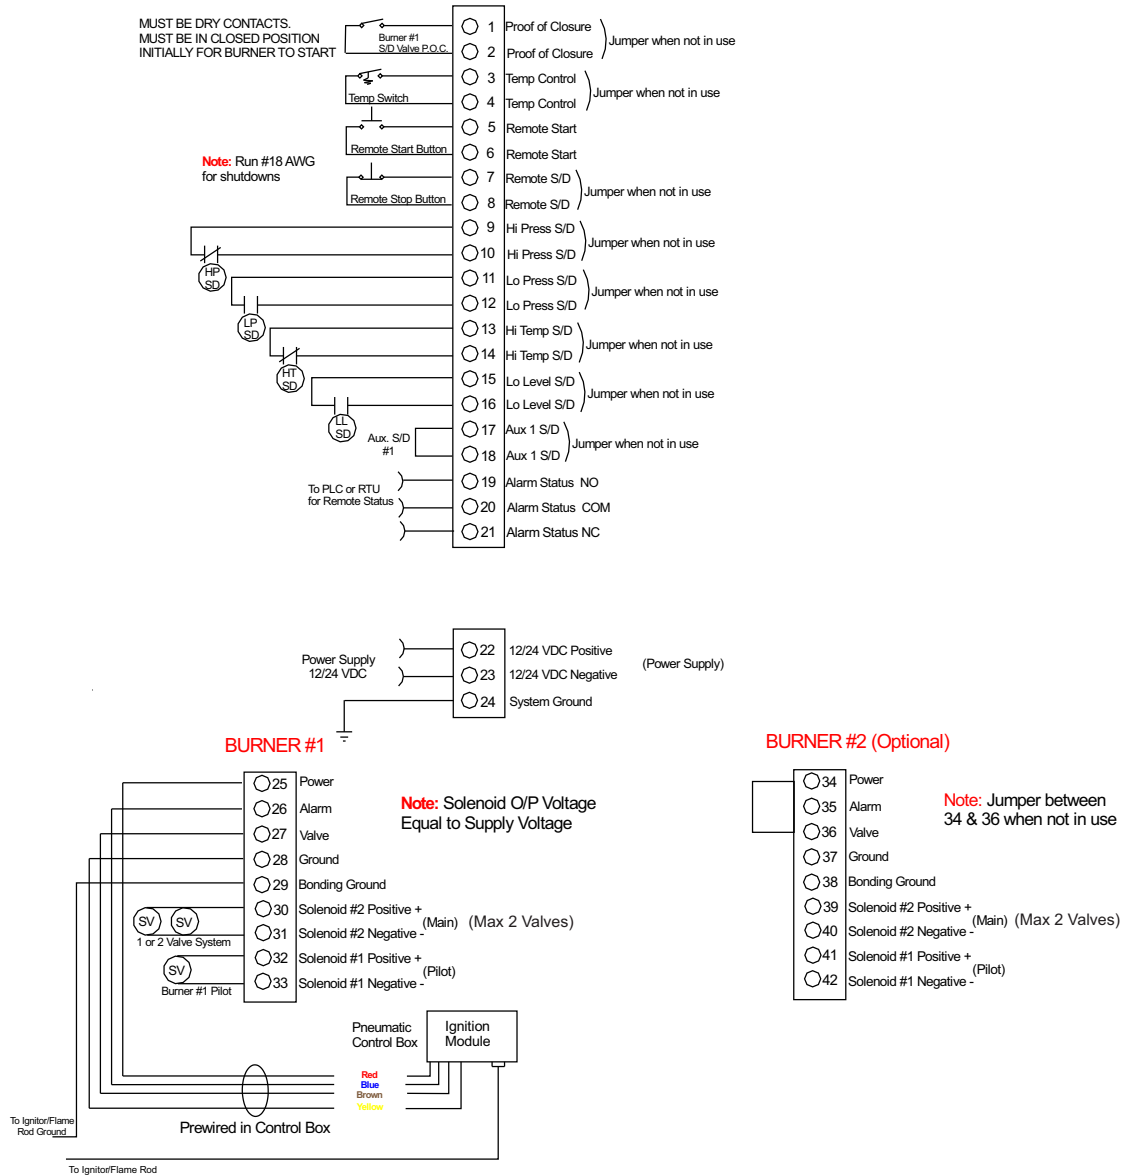 MUST BE DRY CONTACTS.
MUST BE IN CLOSED POSITION
INITIALLY FOR BURNER TO START
Burner #1
S/D Valve P.O.C.
1 Proof of Closure
2 Proof of Closure
Jumper when not in use
Temp Switch
3 Temp Control
4 Temp Control
Jumper when not in use
Remote Start Button
5 Remote Start
6 Remote Start
Note: Run #18 AWG
for shutdowns
Remote Stop Button
7 Remote S/D
8 Remote S/D
Jumper when not in use
HP
SD
9 Hi Press S/D
10 Hi Press S/D
Jumper when not in use
LP
SD
11 Lo Press S/D
12 Lo Press S/D
Jumper when not in use
HT
SD
13 Hi Temp S/D
14 Hi Temp S/D
Jumper when not in use
LL
SD
15 Lo Level S/D
16 Lo Level S/D
Jumper when not in use
Aux. S/D
#1
17 Aux 1 S/D
18 Aux 1 S/D
Jumper when not in use
To PLC or RTU
for Remote Status
19 Alarm Status NO
20 Alarm Status COM
21 Alarm Status NC
Power Supply
12/24 VDC
22 12/24 VDC Positive
23 12/24 VDC Negative
(Power Supply)
24 System Ground
BURNER #1
25 Power
26 Alarm
27 Valve
28 Ground
29 Bonding Ground
30 Solenoid #2 Positive +
31 Solenoid #2 Negative -
(Main) (Max 2 Valves)
32 Solenoid #1 Positive +
33 Solenoid #1 Negative -
(Pilot)
SV SV
1 or 2 Valve System
SV
Burner #1 Pilot
Note: Solenoid O/P Voltage
Equal to Supply Voltage
BURNER #2 (Optional)
34 Power
35 Alarm
36 Valve
37 Ground
38 Bonding Ground
39 Solenoid #2 Positive +
40 Solenoid #2 Negative -
(Main) (Max 2 Valves)
41 Solenoid #1 Positive +
42 Solenoid #1 Negative -
(Pilot)
Note: Jumper between
34 & 36 when not in use
Pneumatic
Control Box
Ignition
Module
Red
Blue
Brown
Yellow
Prewired in Control Box
To Ignitor/Flame
Rod Ground
To Ignitor/Flame Rod